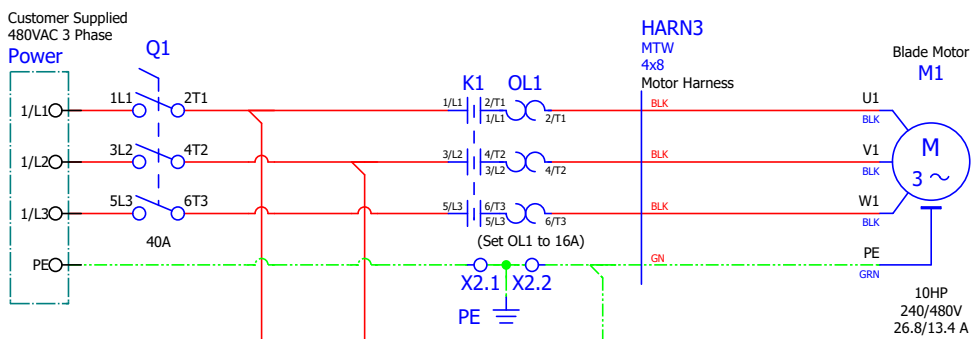 Customer Supplied
480VAC 3 Phase
Power
Q1
HARN3
MTW
4x8
Motor Harness
Blade Motor
M1
K1
OL1
1/L1
1L1
2T1
1/L1
2/T1
1/L1
2/T1
BLK
U1
BLK
1/L2
3L2
4T2
3/L2
4/T2
3/L2
4/T2
BLK
V1
BLK
M
3 ～
1/L3
5L3
6T3
5/L3
6/T3
5/L3
6/T3
BLK
W1
BLK
40A
(Set OL1 to 16A)
PE
X2.1
X2.2
GN
PE
GRN
PE
10HP
240/480V
26.8/13.4 A